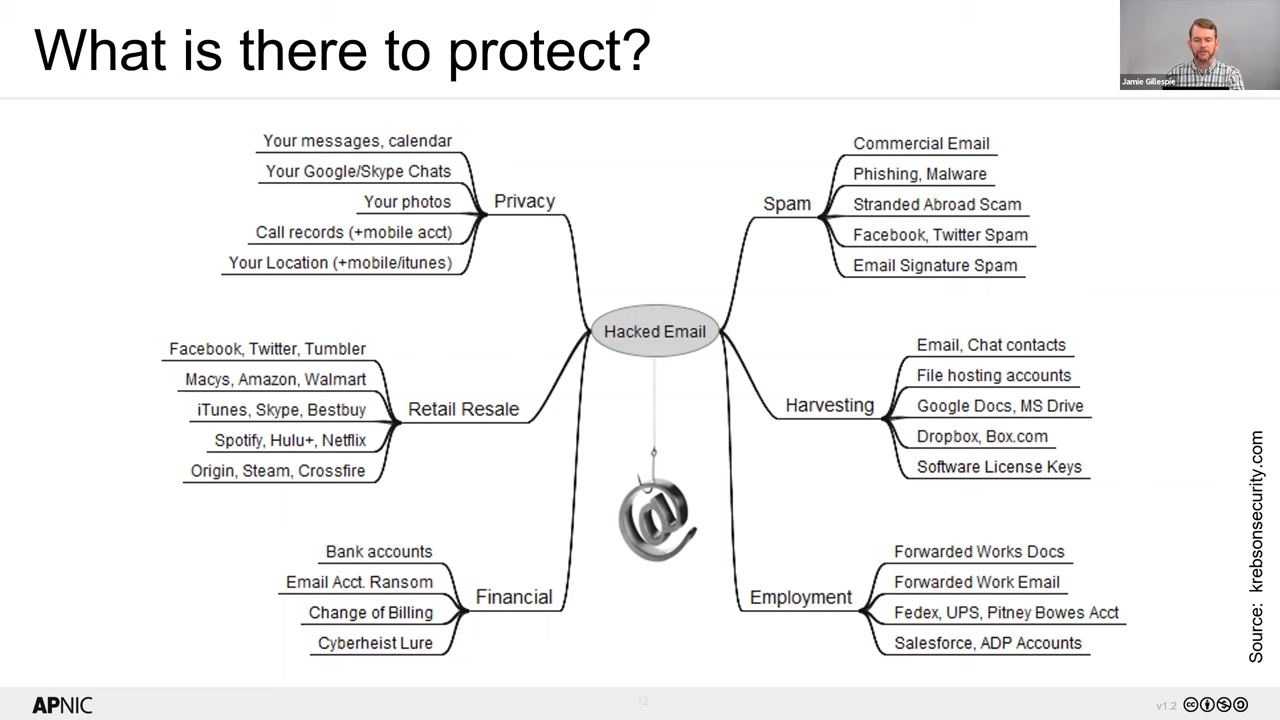 What is there to protect?
Jamie Gillespie
Your messages, calendar
Your Google/Skype Chats
Your photos
Call records (+mobile acct)
Your Location (+mobile/itunes)
Privacy
Spam
Commercial Email
Phishing, Malware
Stranded Abroad Scam
Facebook, Twitter Spam
Email Signature Spam
Hacked Email
Facebook, Twitter, Tumbler
Macys, Amazon, Walmart
iTunes, Skype, Bestbuy
Spotify, Hulu+, Netflix
Origin, Steam, Crossfire
Retail Resale
Harvesting
Email, Chat contacts
File hosting accounts
Google Docs, MS Drive
Dropbox, Box.com
Software License Keys
@
Bank accounts
Email Acct. Ransom
Change of Billing
Cyberheist Lure
Financial
Employment
Forwarded Works Docs
Forwarded Work Email
Fedex, UPS, Pitney Bowes Acct
Salesforce, ADP Accounts
Source: krebsonsecurity.com
APNIC
12
v1.2